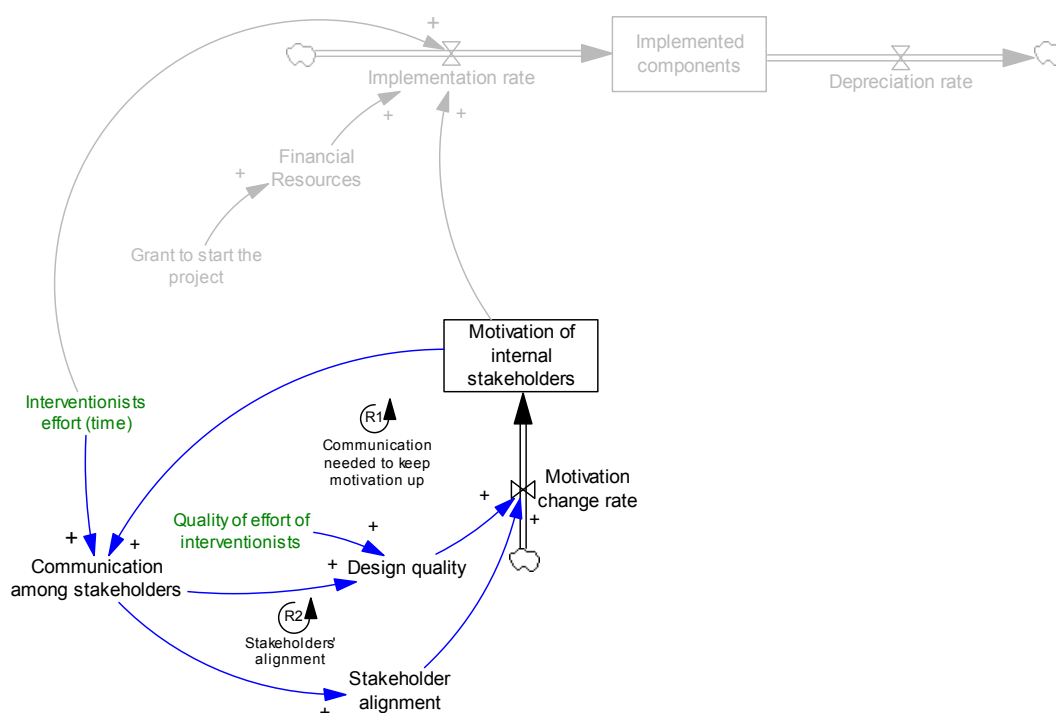 +
Implementation rate
Implemented
components
Depreciation rate
+
+
+
Financial
Resources
Grant to start the
project
Motivation of
internal
stakeholders
Interventionists
effort (time)
R1
Communication
needed to keep
motivation up
Motivation
change rate
+
+
Quality of effort of
interventionists
+
+
+
Communication
among stakeholders
+
Design quality
R2
Stakeholders'
alignment
Stakeholder
alignment
+